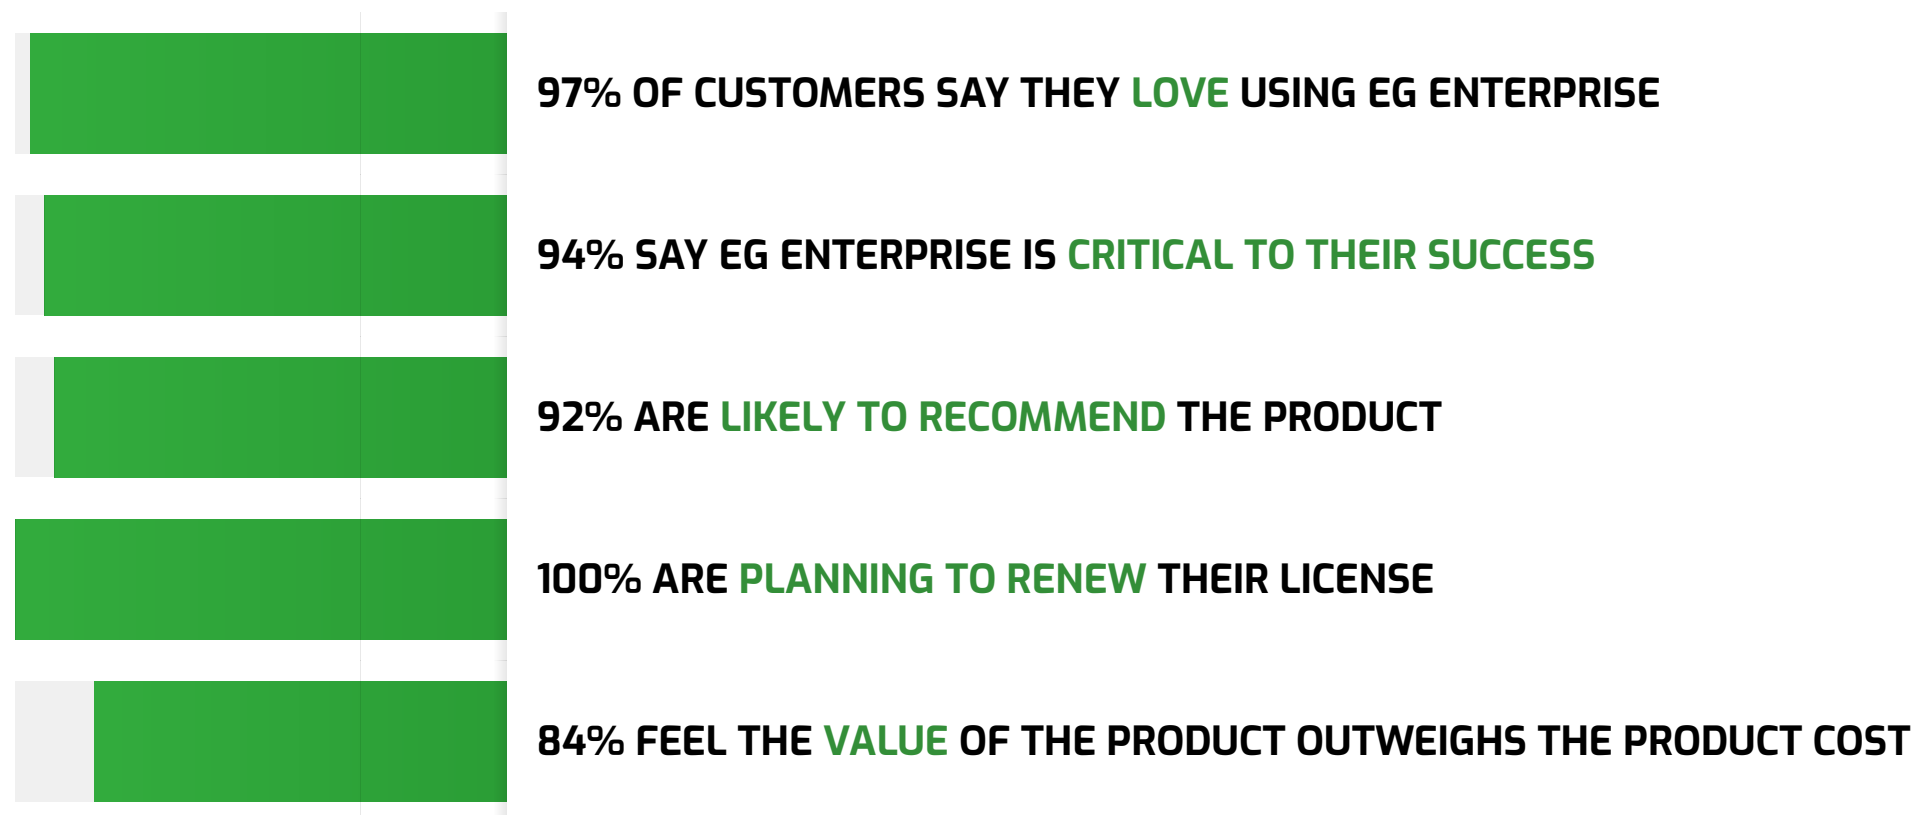 97% OF CUSTOMERS SAY THEY LOVE USING EG ENTERPRISE
94% SAY EG ENTERPRISE IS CRITICAL TO THEIR SUCCESS
92% ARE LIKELY TO RECOMMEND THE PRODUCT
100% ARE PLANNING TO RENEW THEIR LICENSE
84% FEEL THE VALUE OF THE PRODUCT OUTWEIGHS THE PRODUCT COST